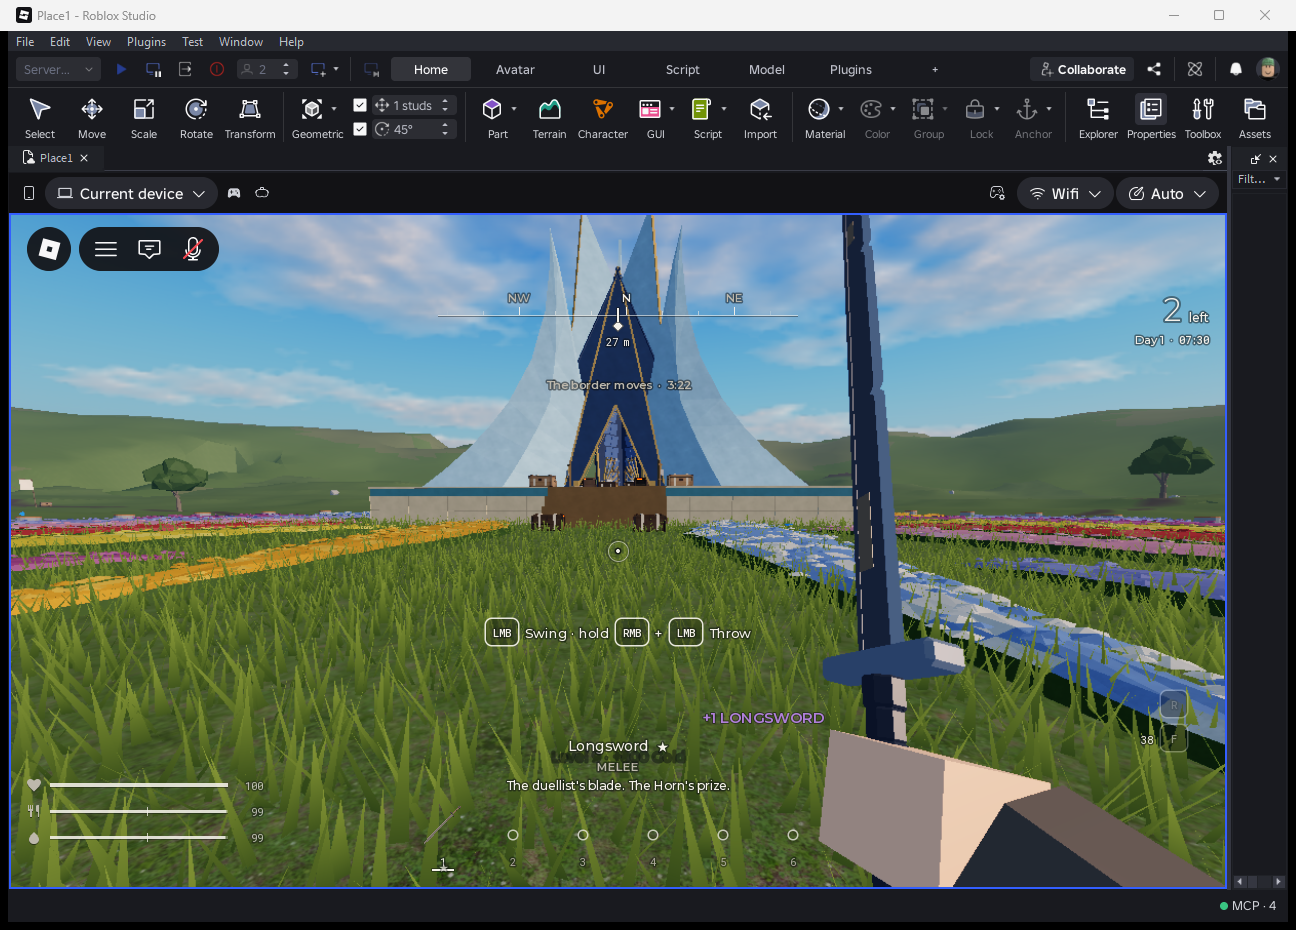 Place1 - Roblox Studio
File Edit View Plugins Test Window Help
Server... 2 Home Avatar UI Script Model Plugins + Collaborate
1 studs
45°
Select Move Scale Rotate Transform Geometric Part Terrain Character GUI Script Import Material Color Group Lock Anchor Explorer Properties Toolbox Assets
Place1
Filt...
Current device Wifi Auto
NW N NE
27 m
2 left
Day1 · 07:30
The border moves · 3:22
LMB Swing · hold RMB + LMB Throw
R
38 F
+1 LONGSWORD
Longsword ★
MELEE
The duellist's blade. The Horn's prize.
100
99
99
1 2 3 4 5 6
MCP · 4